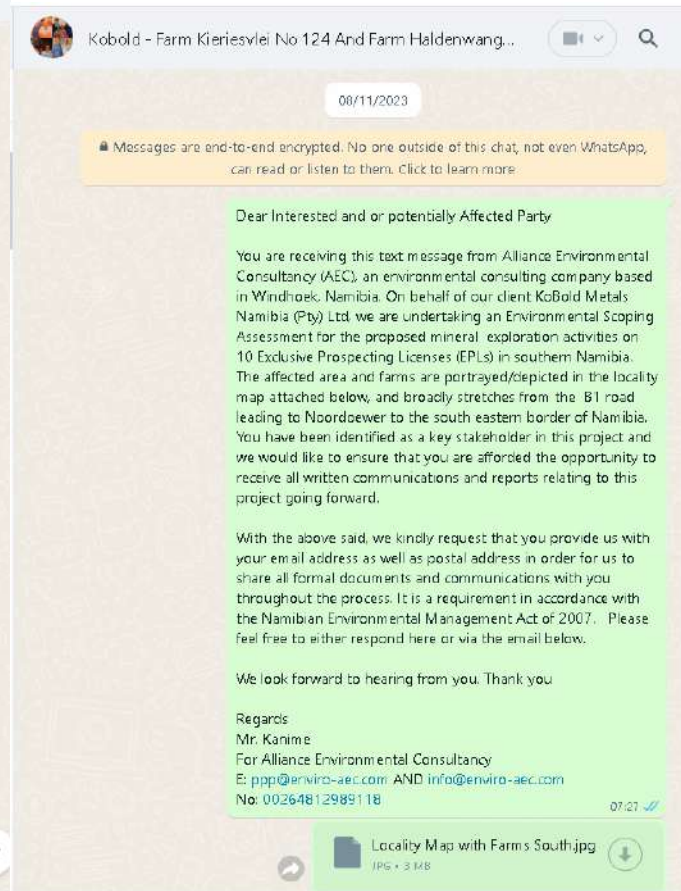 Kobold - Farm Kieriesvlei No 124 And Farm Haldenwang...
08/11/2023
Messages are end-to-end encrypted. No one outside of this chat, not even WhatsApp,
can read or listen to them. Click to learn more
Dear Interested and or potentially Affected Party
You are receiving this text message from Alliance Environmental
Consultancy (AEC), an environmental consulting company based
in Windhoek, Namibia. On behalf of our client KoBold Metals
Namibia (Pty) Ltd, we are undertaking an Environmental Scoping
Assessment for the proposed mineral exploration activities on
10 Exclusive Prospecting Licenses (EPLs) in southern Namibia.
The affected area and farms are portrayed/depicted in the locality
map attached below, and broadly stretches from the B1 road
leading to Noordoewer to the south eastern border of Namibia.
You have been identified as a key stakeholder in this project and
we would like to ensure that you are afforded the opportunity to
receive all written communications and reports relating to this
project going forward.
With the above said, we kindly request that you provide us with
your email address as well as postal address in order for us to
share all formal documents and communications with you
throughout the process. It is a requirement in accordance with
the Namibian Environmental Management Act of 2007. Please
feel free to either respond here or via the email below.
We look forward to hearing from you. Thank you
Regards
Mr. Kanime
For Alliance Environmental Consultancy
E: ppp@enviro-aec.com AND info@enviro-aec.com
No: 00264812989118
07:27
Locality Map with Farms South.jpg
JPG • 3 MB